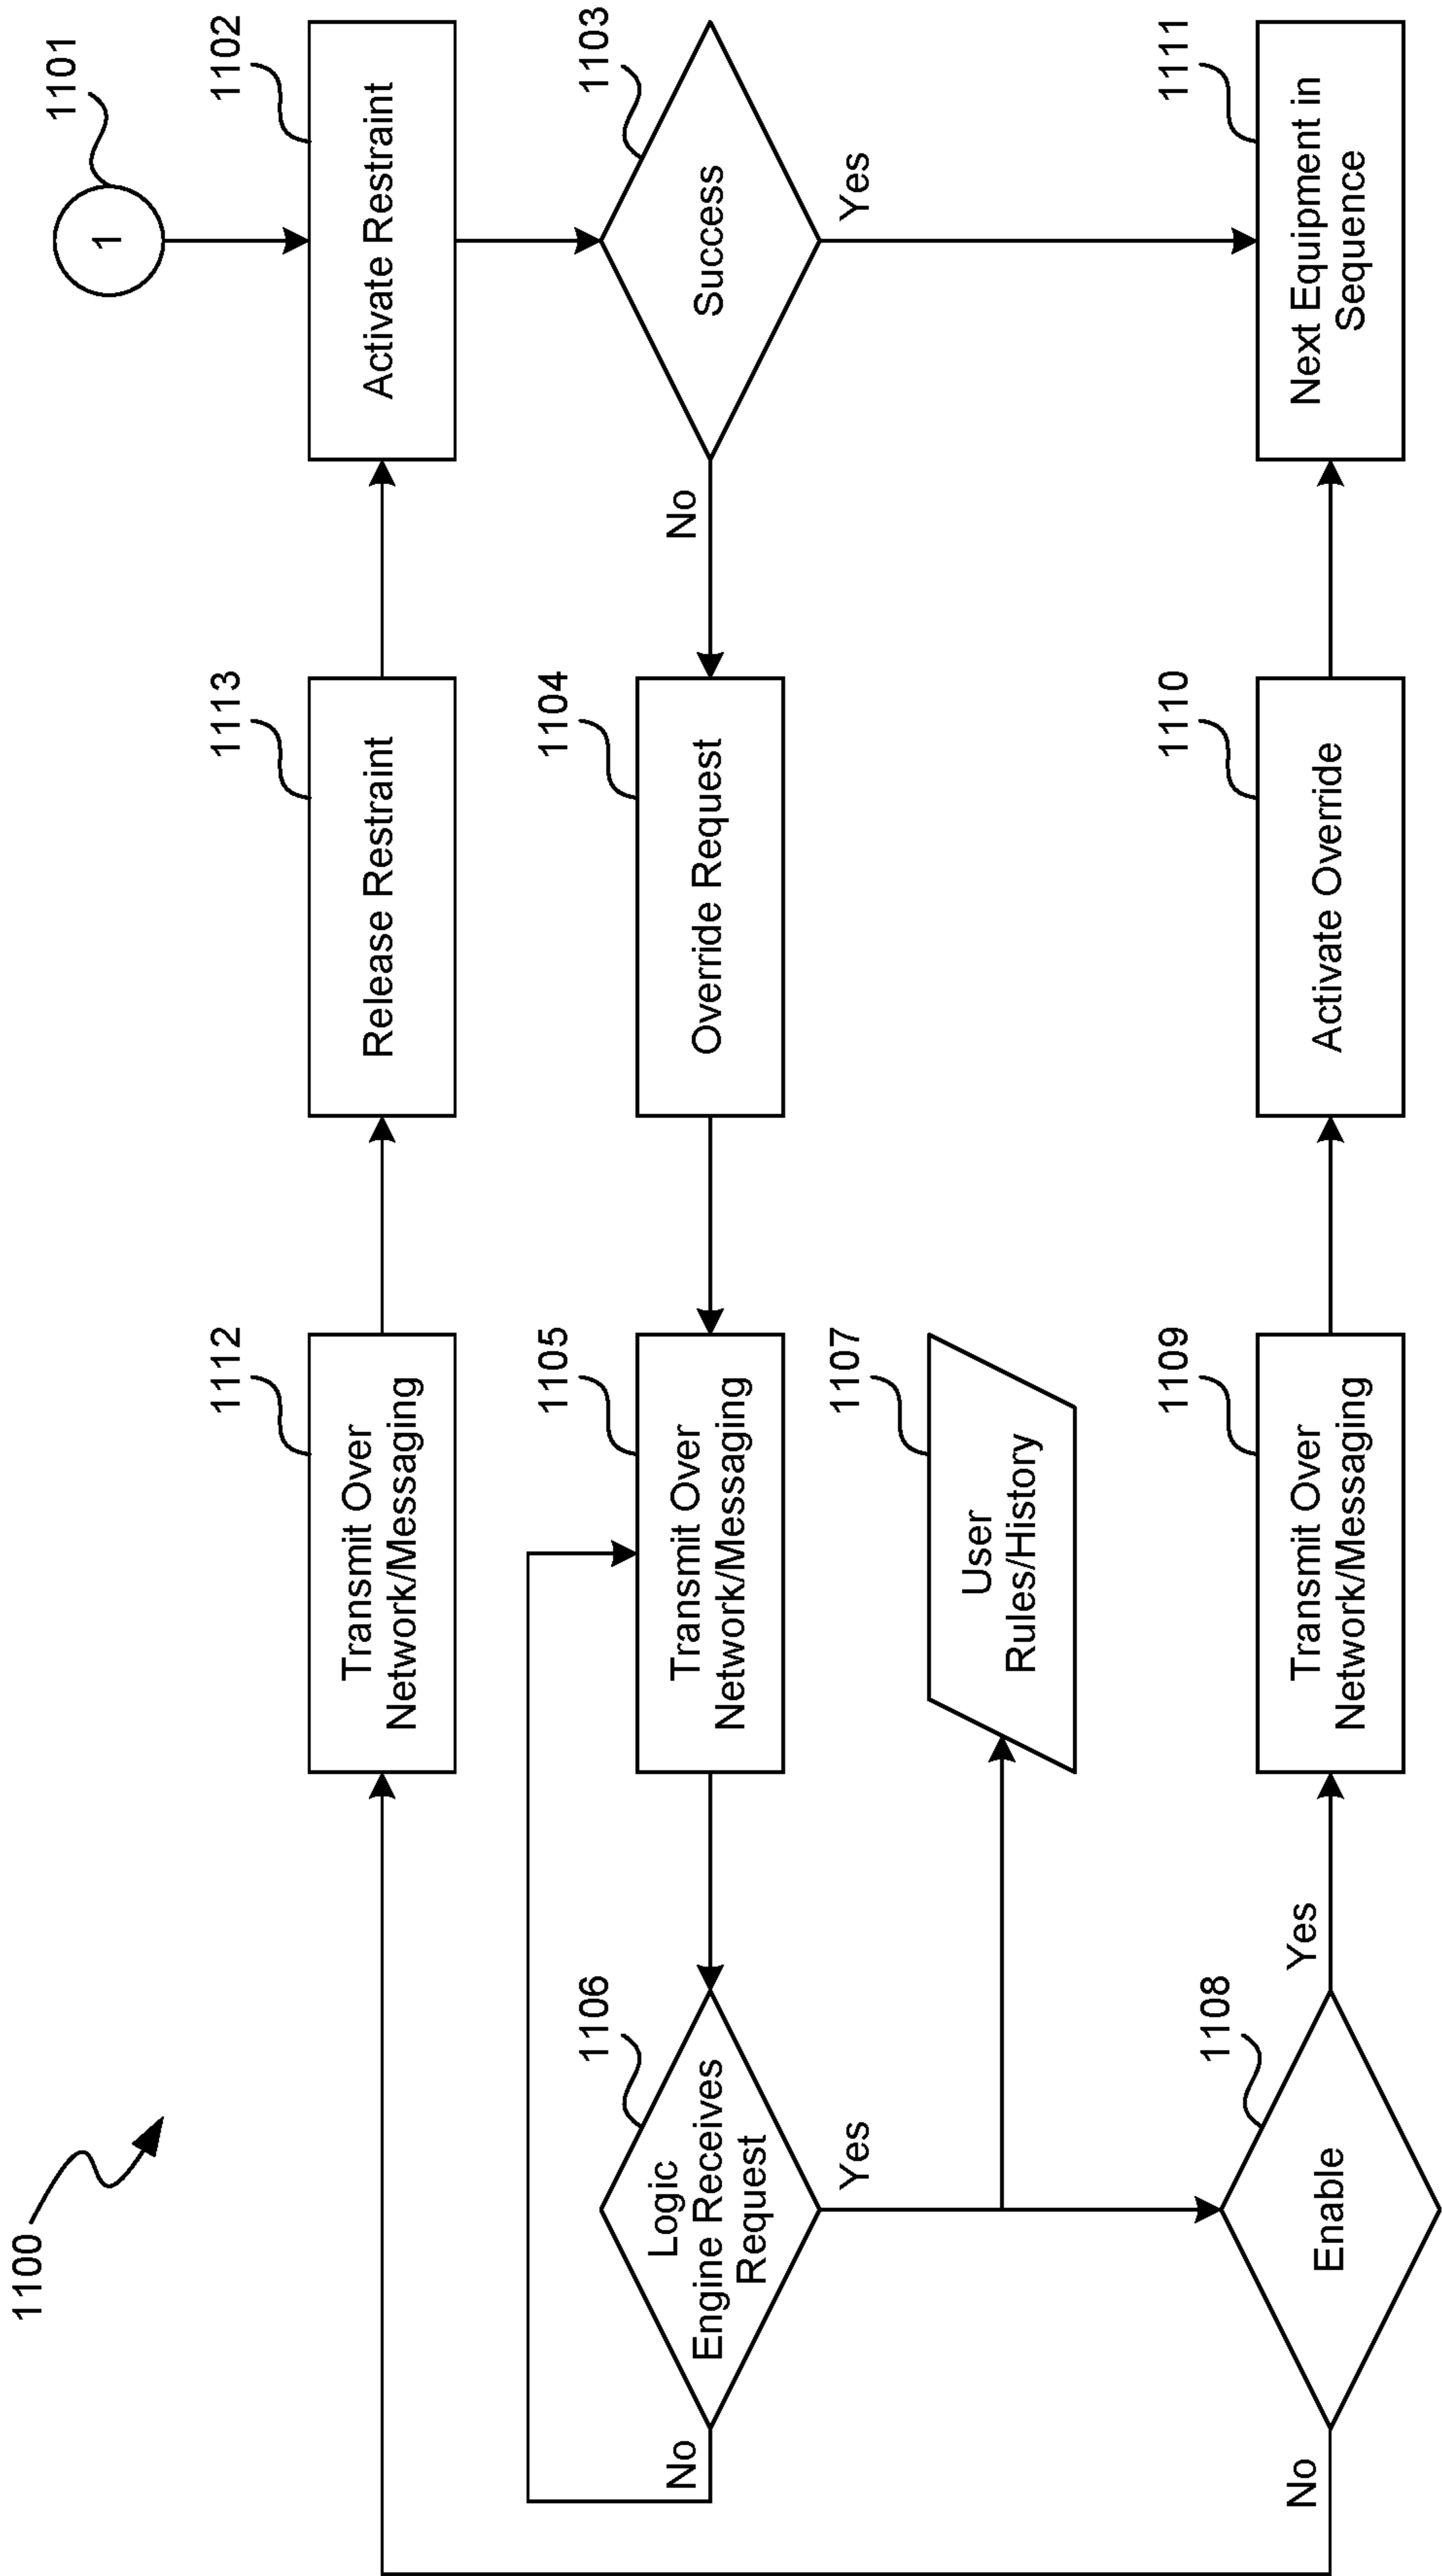 1100
1101
1
1102
Activate Restraint
1103
Success
No
Yes
1104
Override Request
1105
Transmit Over
Network/Messaging
1106
Logic
Engine Receives
Request
No
Yes
1107
User
Rules/History
1108
Enable
No
Yes
1109
Transmit Over
Network/Messaging
1110
Activate Override
1111
Next Equipment in
Sequence
1112
Transmit Over
Network/Messaging
1113
Release Restraint